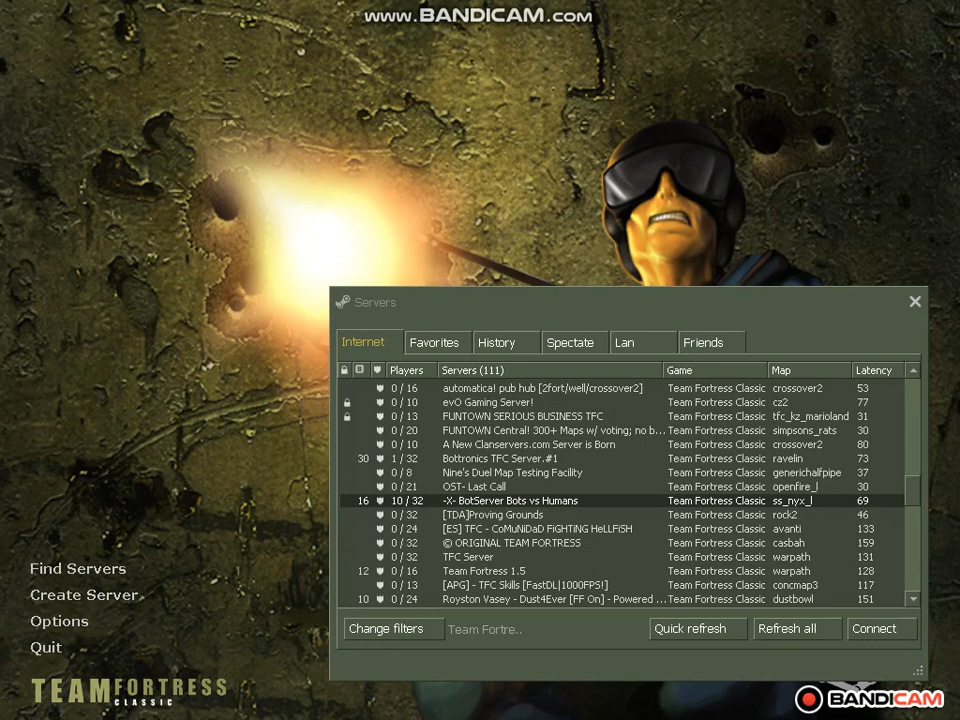 www.BANDICAM.com
Servers
Internet Favorites History Spectate Lan Friends
Players Servers (111) Game Map Latency
0 / 16 automatica! pub hub [2fort/well/crossover2] Team Fortress Classic crossover2 53
0 / 10 evO Gaming Server! Team Fortress Classic cz2 77
0 / 13 FUNTOWN SERIOUS BUSINESS TFC Team Fortress Classic tfc_kz_marioland 31
0 / 20 FUNTOWN Central! 300+ Maps w/ voting; no b... Team Fortress Classic simpsons_rats 30
0 / 10 A New Clanservers.com Server is Born Team Fortress Classic crossover2 80
30 1 / 32 Bottronics TFC Server.#1 Team Fortress Classic ravelin 73
0 / 8 Nine's Duel Map Testing Facility Team Fortress Classic generichalfpipe 37
0 / 21 OST- Last Call Team Fortress Classic openfire_l 30
16 10 / 32 -X- BotServer Bots vs Humans Team Fortress Classic ss_nyx_l 69
0 / 32 [TDA]Proving Grounds Team Fortress Classic rock2 46
0 / 24 [ES] TFC - CoMuNiDaD FiGHTiNG HeLLFiSH Team Fortress Classic avanti 133
0 / 32 © ORIGINAL TEAM FORTRESS Team Fortress Classic casbah 159
0 / 32 TFC Server Team Fortress Classic warpath 131
12 0 / 16 Team Fortress 1.5 Team Fortress Classic warpath 128
0 / 13 [APG] - TFC Skills [FastDL|1000FPS!] Team Fortress Classic concmap3 117
10 0 / 24 Royston Vasey - Dust4Ever [FF On] - Powered ... Team Fortress Classic dustbowl 151
Change filters Team Fortre.. Quick refresh Refresh all Connect
Find Servers
Create Server
Options
Quit
TEAM FORTRESS
CLASSIC
BANDICAM